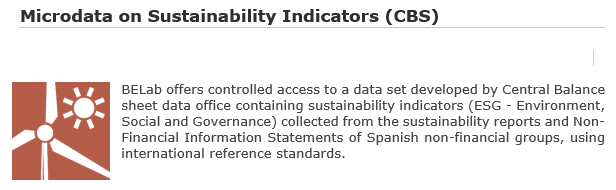 Microdata on Sustainability Indicators (CBS)
BELab offers controlled access to a data set developed by Central Balance
sheet data office containing sustainability indicators (ESG - Environment,
Social and Governance) collected from the sustainability reports and Non-
Financial Information Statements of Spanish non-financial groups, using
international reference standards.